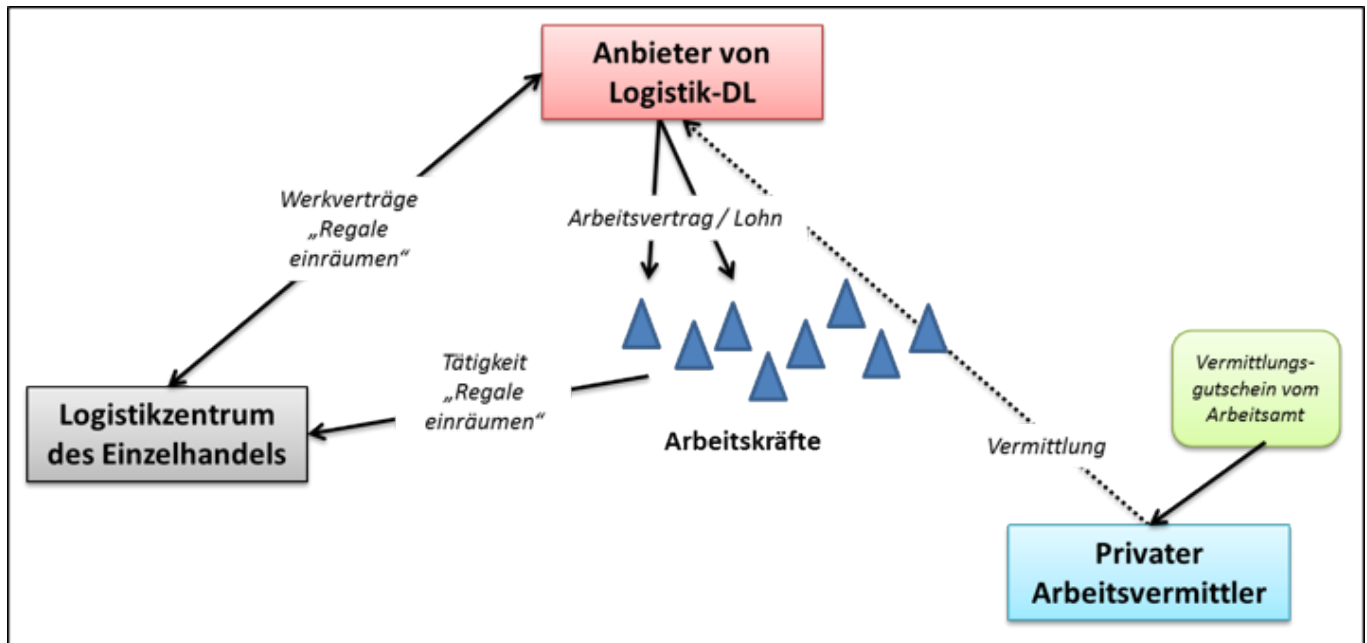 Anbieter von
Logistik-DL
Werkverträge
„Regale
einräumen“
Arbeitsvertrag / Lohn
Tätigkeit
„Regale
einräumen“
Logistikzentrum
des Einzelhandels
Arbeitskräfte
Vermittlung
Vermittlungs-
gutschein vom
Arbeitsamt
Privater
Arbeitsvermittler